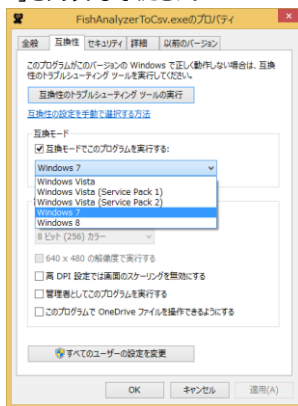 FishAnalyzerToCsv.exeのプロパティ
全般 互換性 セキュリティ 詳細 以前のバージョン
このプログラムがこのバージョンの Windows で正しく動作しない場合は、互換
性のトラブルシューティング ツールを実行してください。
互換性のトラブルシューティング ツールの実行
互換性の設定を手動で選択する方法
互換モード
互換モードでこのプログラムを実行する:
Windows 7
Windows Vista
Windows Vista (Service Pack 1)
Windows Vista (Service Pack 2)
Windows 7
Windows 8
8 ビット (256) カラー
640 x 480 の解像度で実行する
高 DPI 設定では画面のスケーリングを無効にする
管理者としてこのプログラムを実行する
このプログラムで OneDrive ファイルを操作できるようにする
すべてのユーザーの設定を変更
OK キャンセル 適用(A)